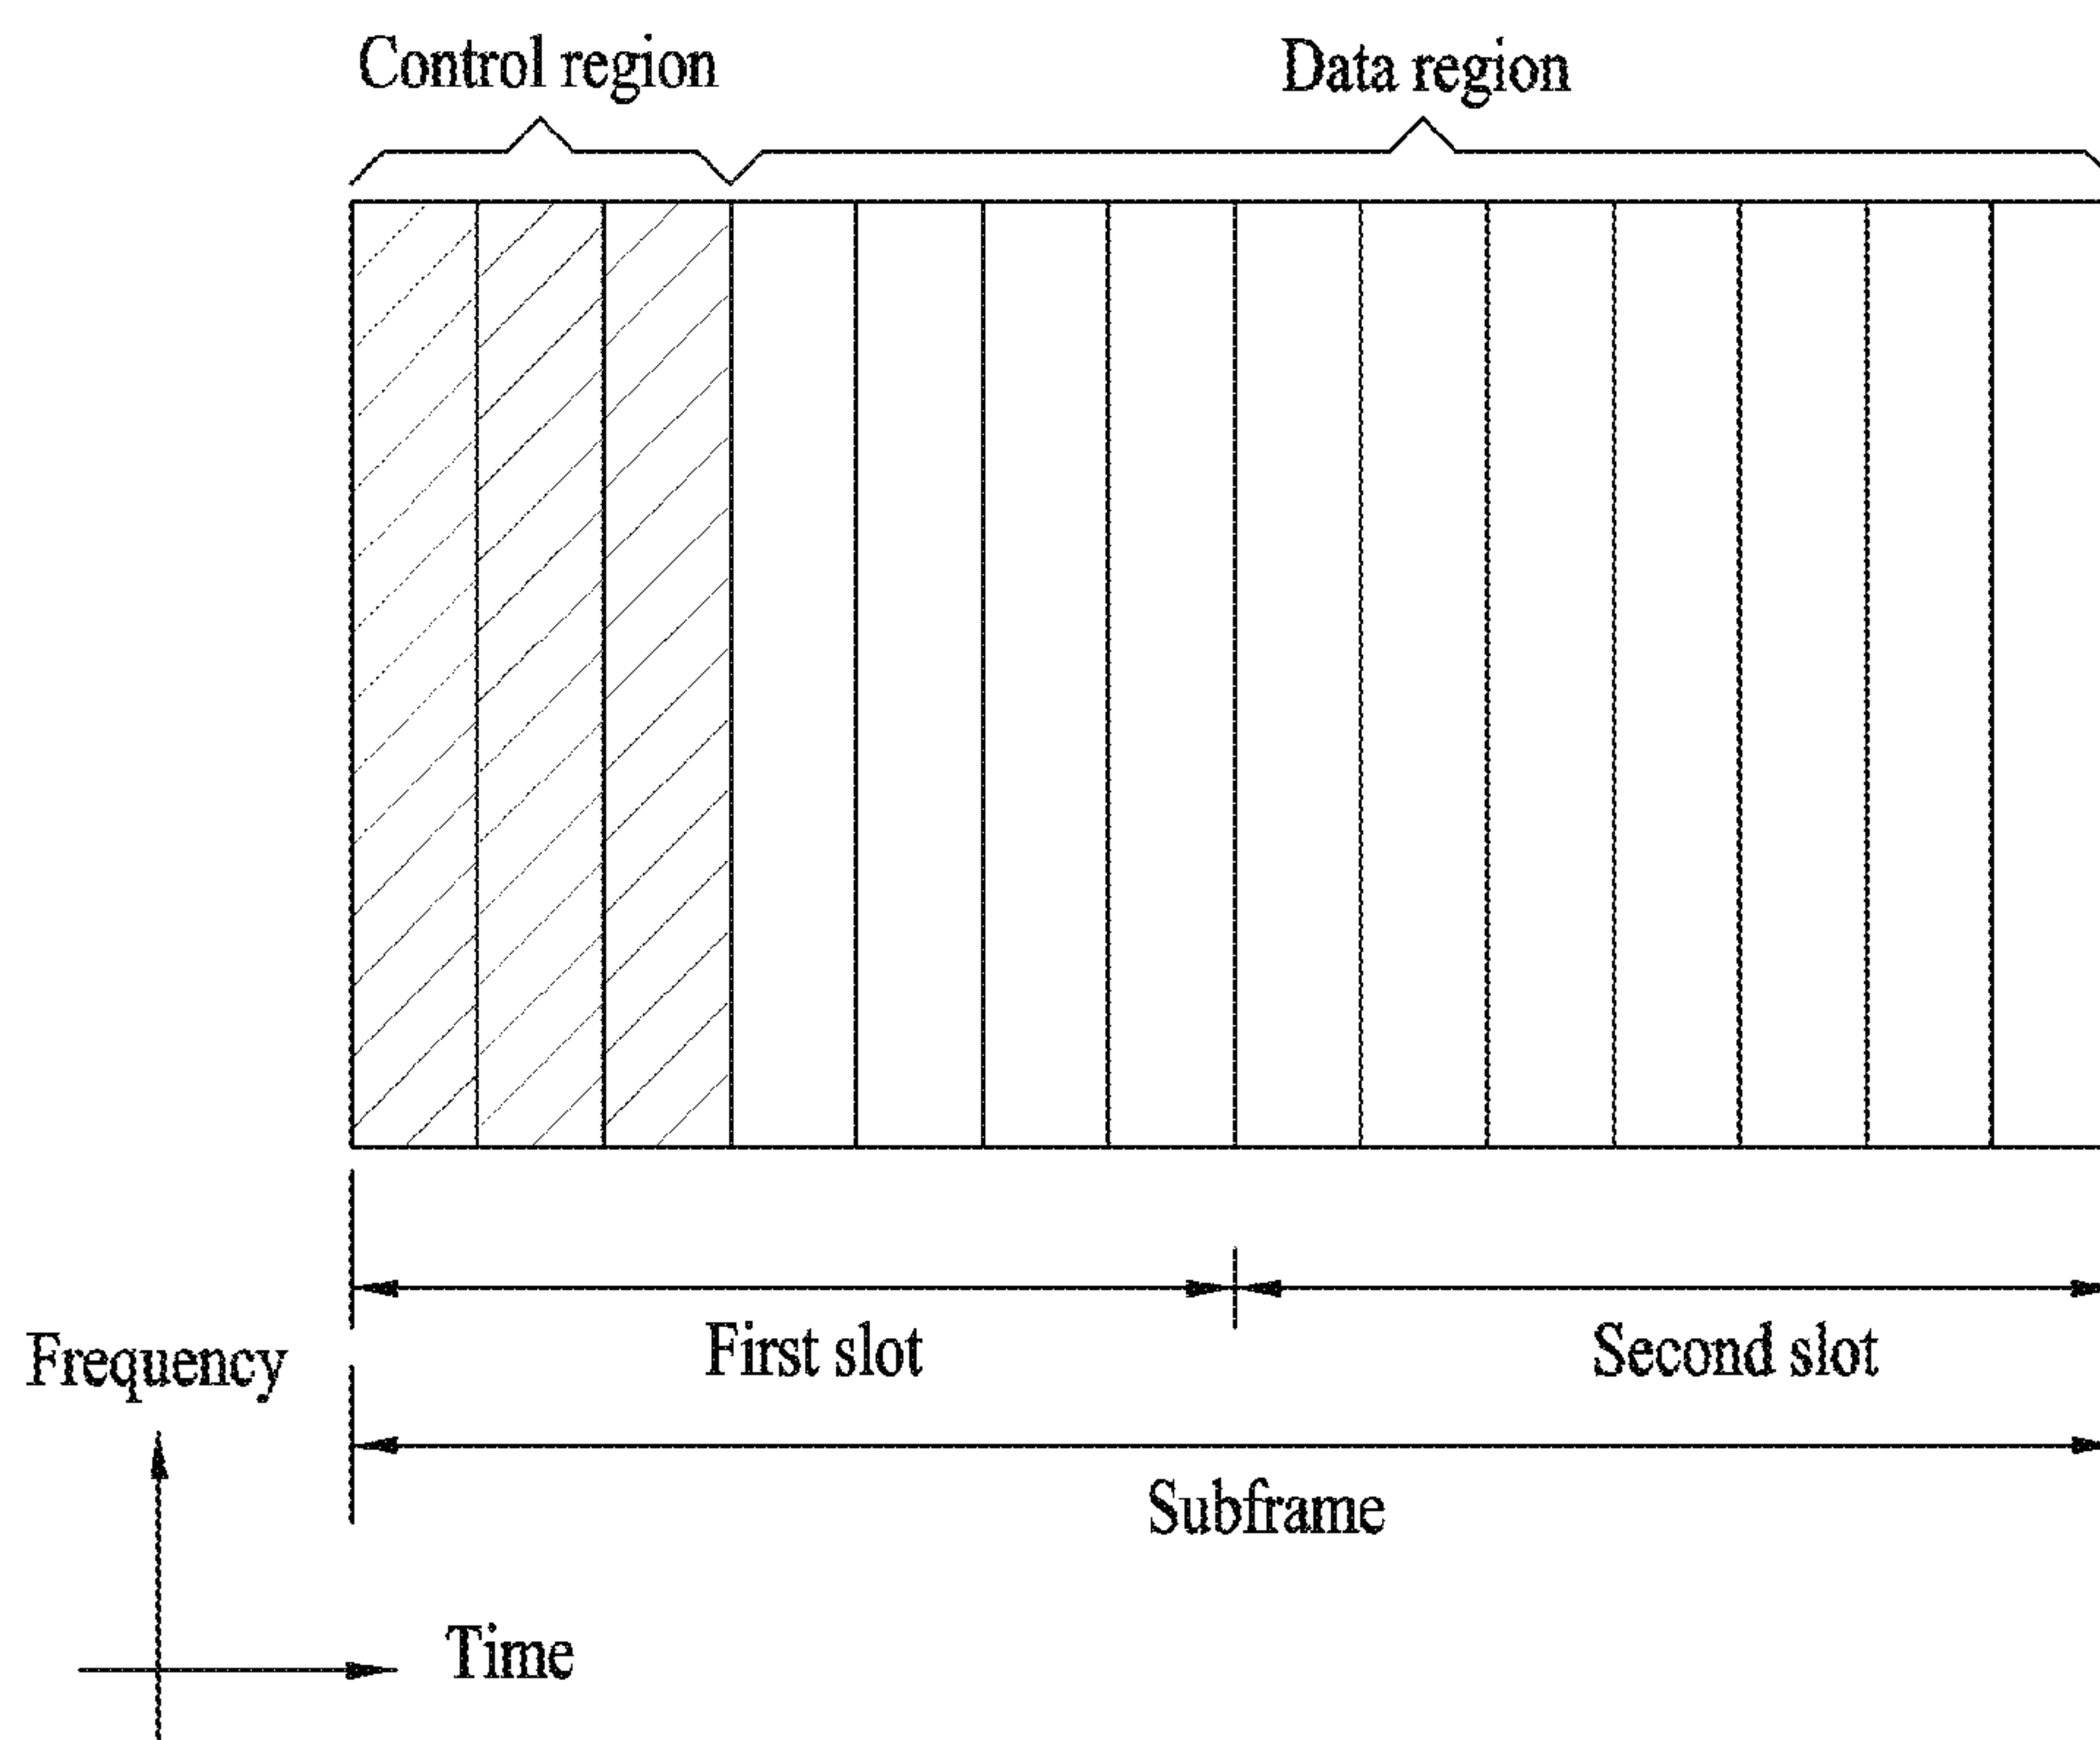 Control region
Data region
First slot
Second slot
Frequency
Subframe
Time